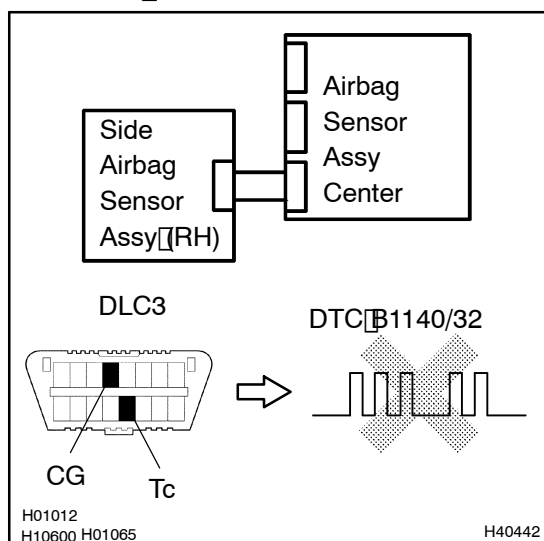 Side
Airbag
Sensor
Assy (RH)
Airbag
Sensor
Assy
Center
DLC3
DTC B1140/32
CG
Tc
H01012
H10600 H01065
H40442